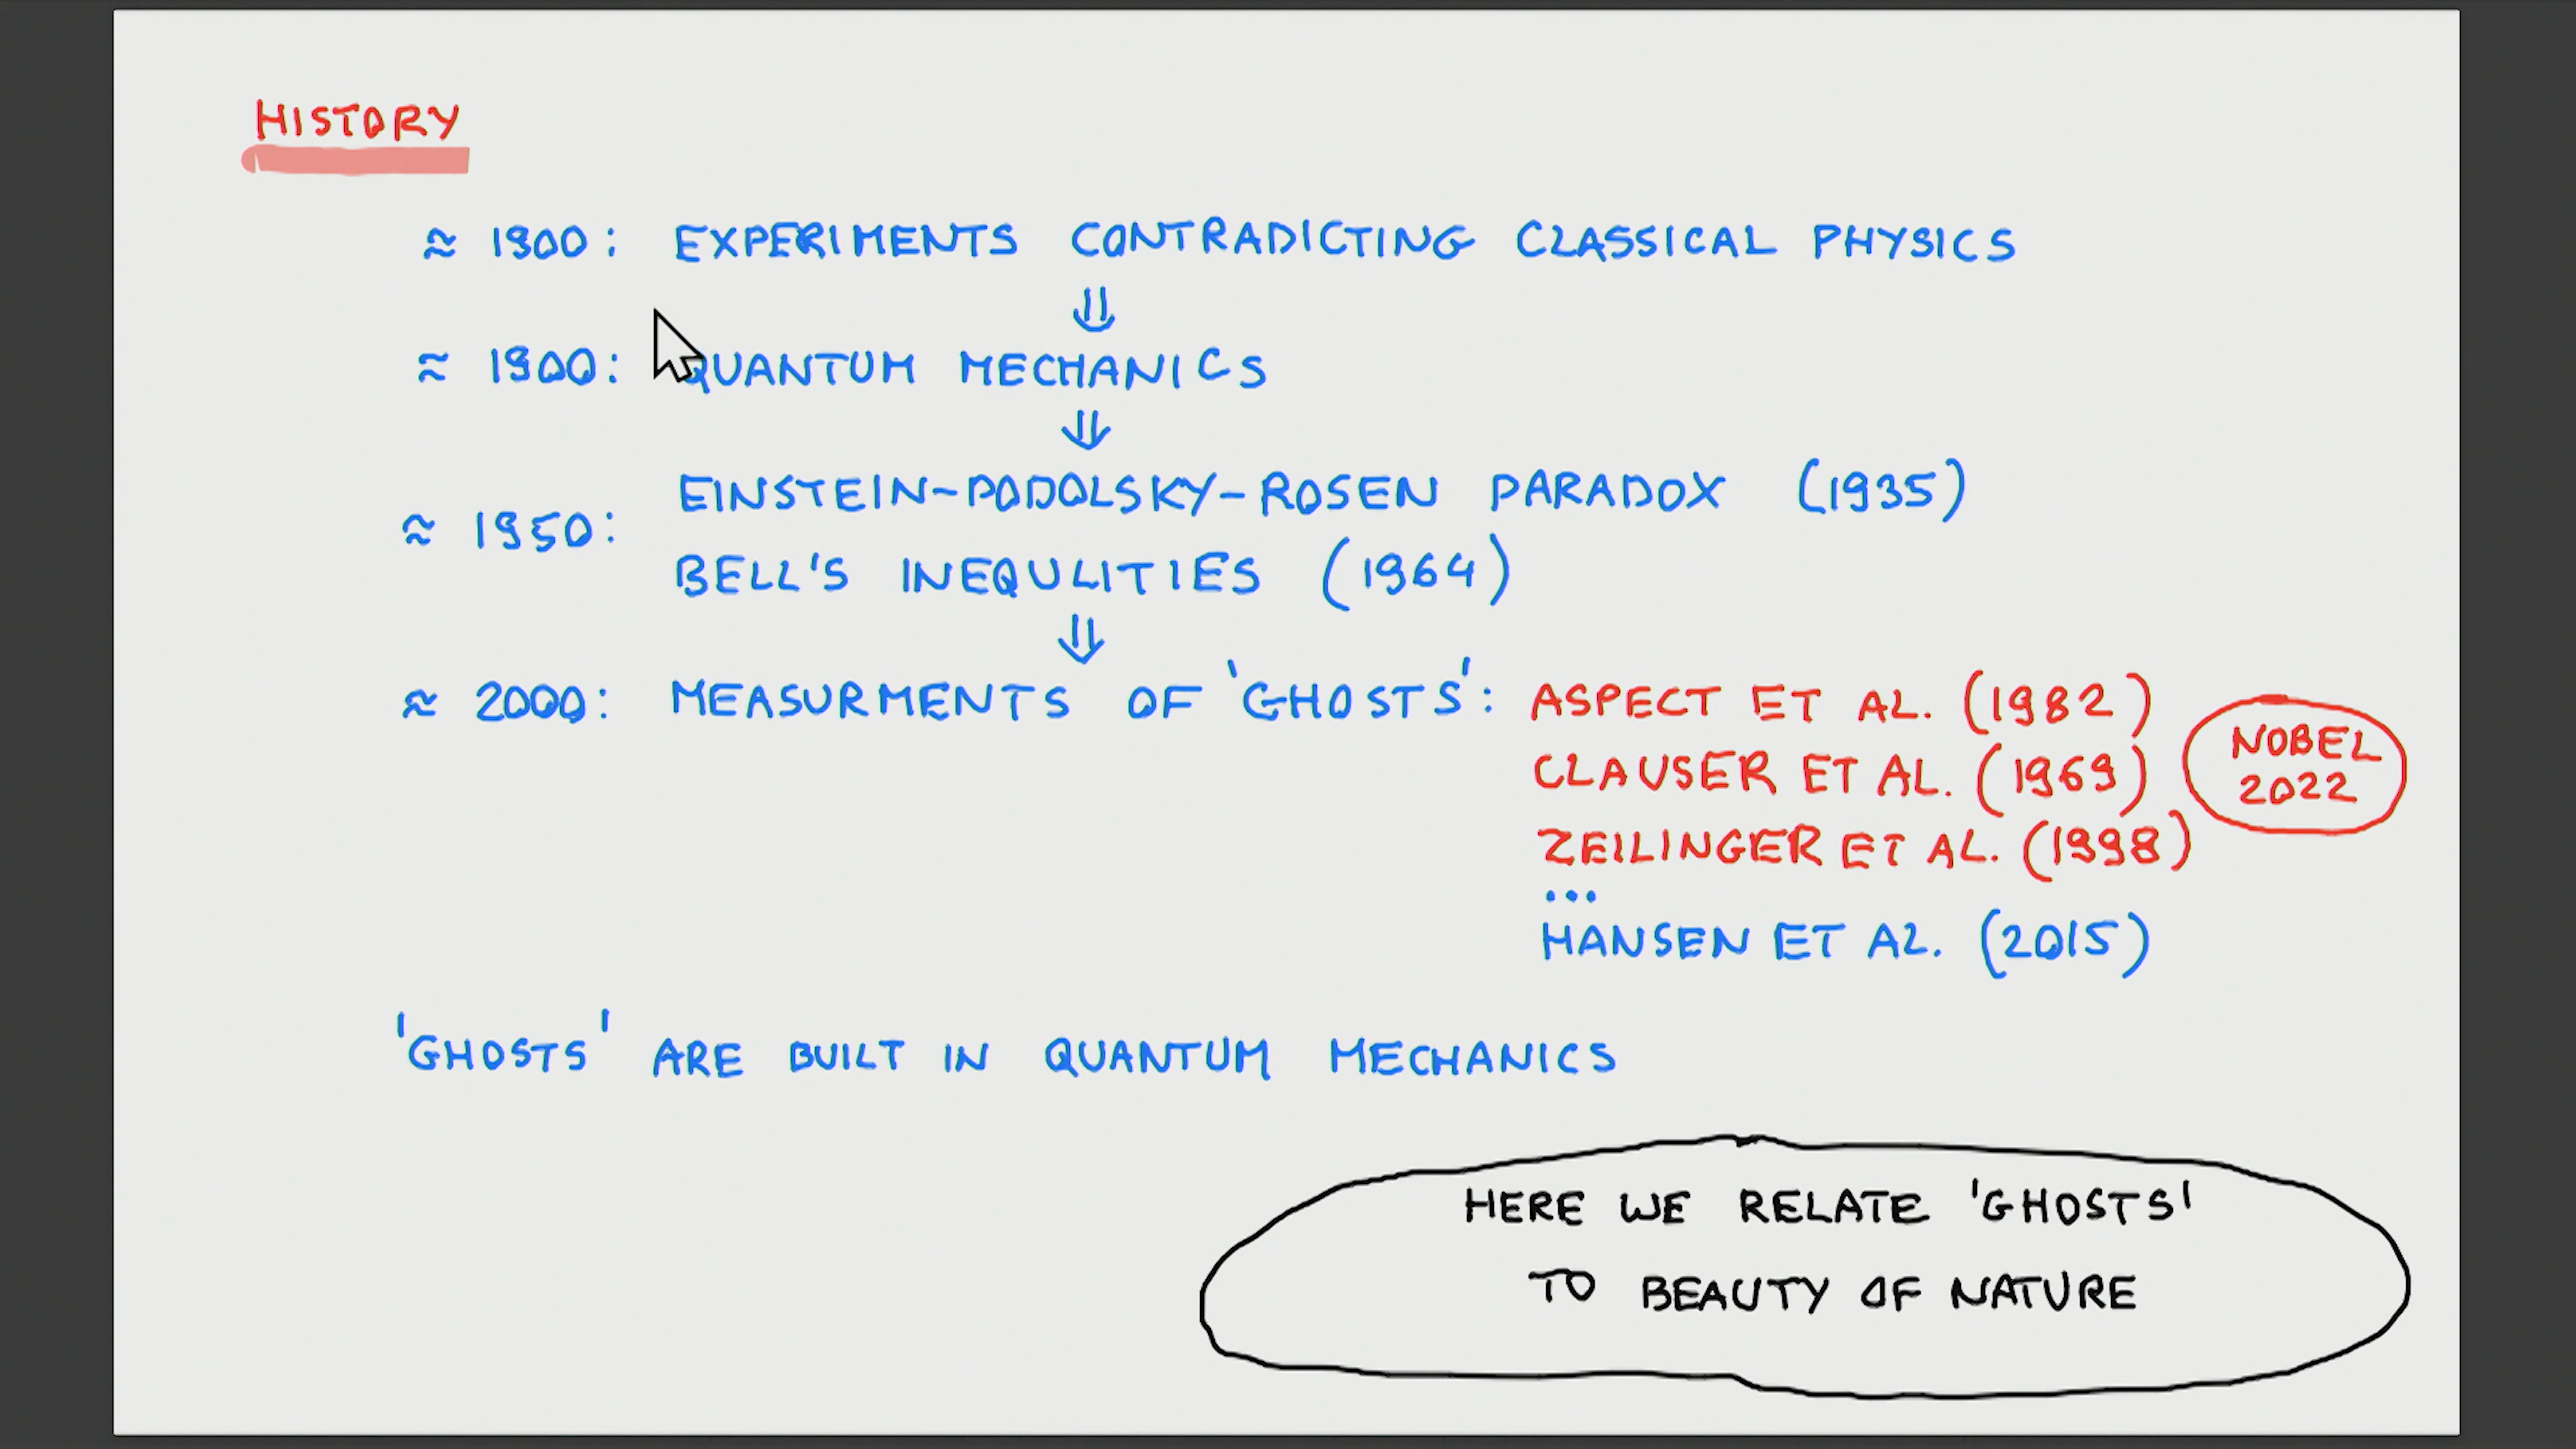 HISTORY
≈ 1900: EXPERIMENTS CONTRADICTING CLASSICAL PHYSICS
⇓
≈ 1900: QUANTUM MECHANICS
⇓
≈ 1950: EINSTEIN-PODOLSKY-ROSEN PARADOX (1935)
BELL'S INEQULITIES (1964)
⇓
≈ 2000: MEASURMENTS OF 'GHOSTS': ASPECT ET AL. (1982)
CLAUSER ET AL. (1969)
ZEILINGER ET AL. (1998)
NOBEL
2022
...
HANSEN ET AL. (2015)
'GHOSTS' ARE BUILT IN QUANTUM MECHANICS
HERE WE RELATE 'GHOSTS'
TO BEAUTY OF NATURE